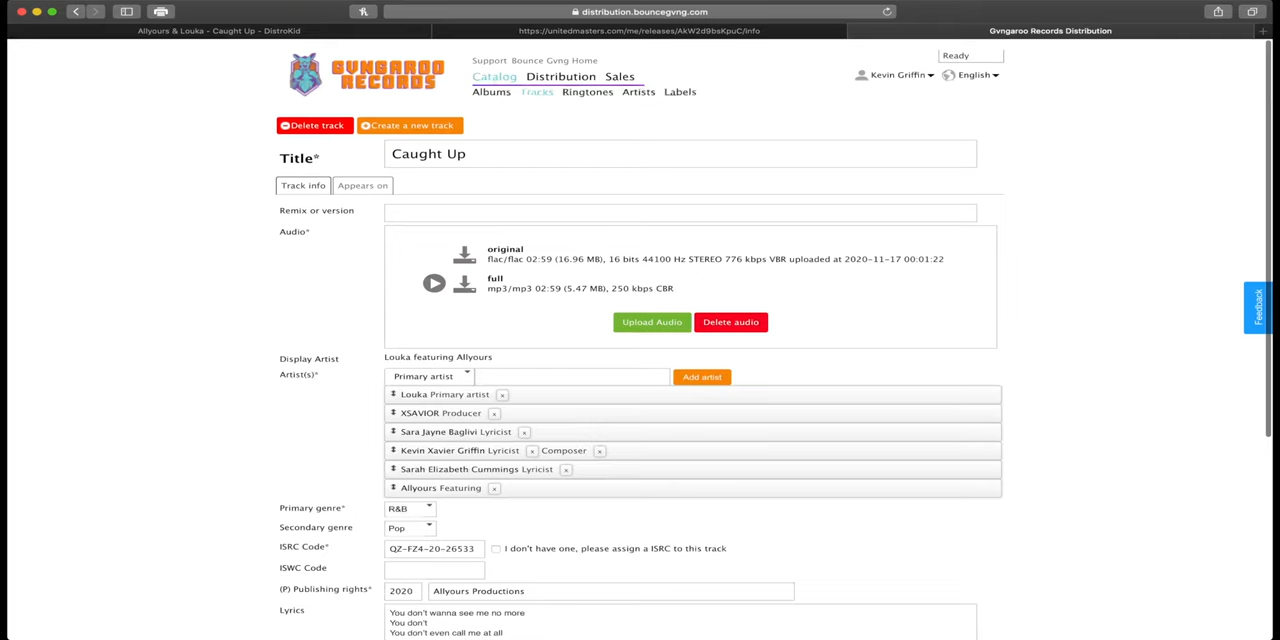 distribution.bouncegvng.com
Allyours & Louka - Caught Up - DistroKid
https://unitedmasters.com/me/releases/AkW2d9bsKpuC/info
Gvngaroo Records Distribution
GVNGAROO
RECORDS
Support Bounce Gvng Home
Catalog Distribution Sales
Albums Tracks Ringtones Artists Labels
Ready
Kevin Griffin English
Delete track Create a new track
Title* Caught Up
Track info Appears on
Remix or version
Audio*
original
flac/flac 02:59 (16.96 MB), 16 bits 44100 Hz STEREO 776 kbps VBR uploaded at 2020-11-17 00:01:22
full
mp3/mp3 02:59 (5.47 MB), 250 kbps CBR
Upload Audio Delete audio
Feedback
Display Artist Louka featuring Allyours
Artist(s)* Primary artist Add artist
Louka Primary artist x
XSAVIOR Producer x
Sara Jayne Baglivi Lyricist x
Kevin Xavier Griffin Lyricist x Composer x
Sarah Elizabeth Cummings Lyricist x
Allyours Featuring x
Primary genre* R&B
Secondary genre Pop
ISRC Code* QZ-FZ4-20-26533 I don't have one, please assign a ISRC to this track
ISWC Code
(P) Publishing rights* 2020 Allyours Productions
Lyrics You don't wanna see me no more
You don't
You don't even call me at all